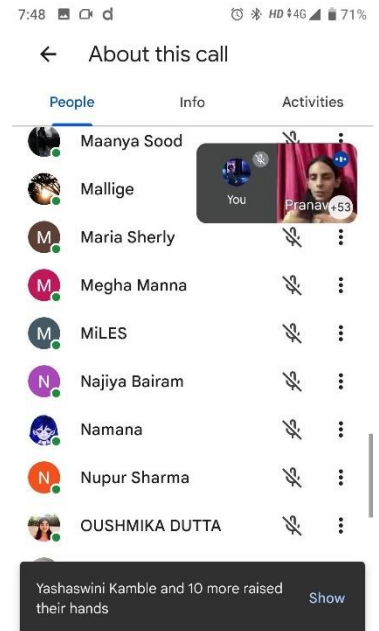 7:48 d HD 4G 71%
About this call
People Info Activities
Maanya Sood
Mallige
You Pranav +53
M Maria Sherly
M Megha Manna
M MiLES
N Najiya Bairam
Namana
N Nupur Sharma
OUSHMIKA DUTTA
Yashaswini Kamble and 10 more raised
their hands
Show